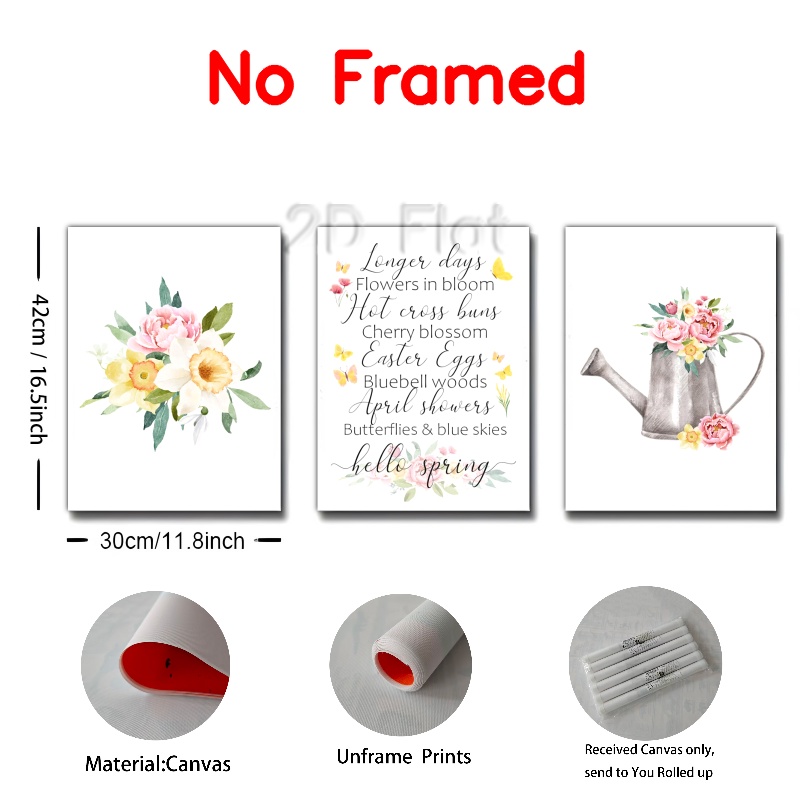 No Framed
2D Flat
42cm / 16.5inch
Longer days
Flowers in bloom
Hot cross buns
Cherry blossom
Easter Eggs
Bluebell woods
April showers
Butterflies & blue skies
hello spring
30cm/11.8inch
Material:Canvas
Unframe Prints
Received Canvas only,
send to You Rolled up